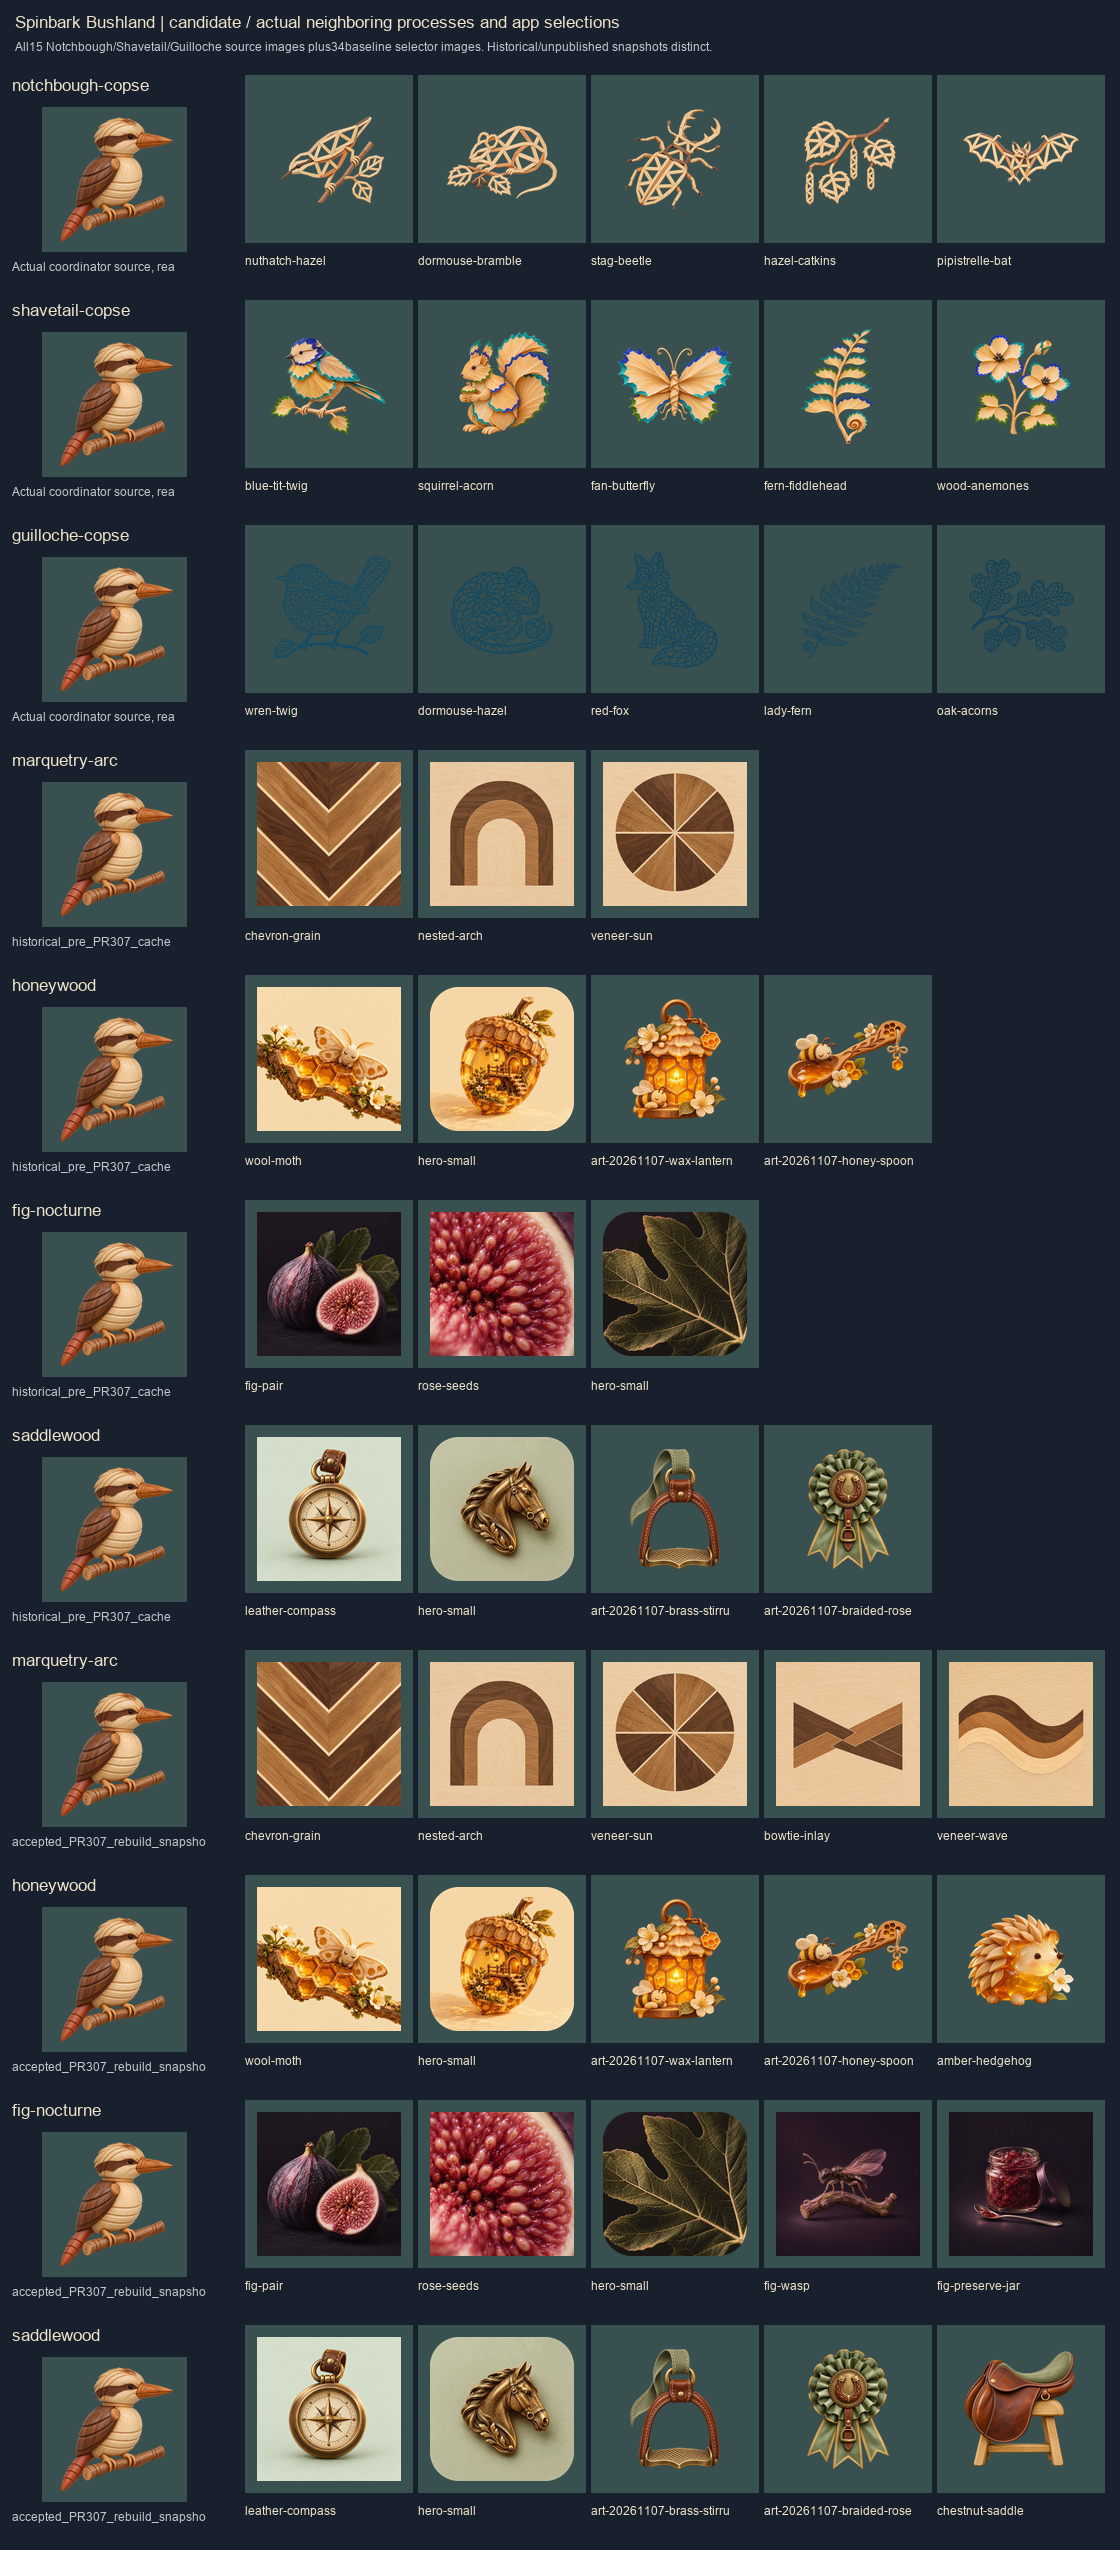 Spinbark Bushland | candidate / actual neighboring processes and app selections
All15 Notchbough/Shavetail/Guilloche source images plus34baseline selector images. Historical/unpublished snapshots distinct.
notchbough-copse
Actual coordinator source, rea
nuthatch-hazel
dormouse-bramble
stag-beetle
hazel-catkins
pipistrelle-bat
shavetail-copse
Actual coordinator source, rea
blue-tit-twig
squirrel-acorn
fan-butterfly
fern-fiddlehead
wood-anemones
guilloche-copse
Actual coordinator source, rea
wren-twig
dormouse-hazel
red-fox
lady-fern
oak-acorns
marquetry-arc
historical_pre_PR307_cache
chevron-grain
nested-arch
veneer-sun
honeywood
historical_pre_PR307_cache
wool-moth
hero-small
art-20261107-wax-lantern
art-20261107-honey-spoon
fig-nocturne
historical_pre_PR307_cache
fig-pair
rose-seeds
hero-small
saddlewood
historical_pre_PR307_cache
leather-compass
hero-small
art-20261107-brass-stirru
art-20261107-braided-rose
marquetry-arc
accepted_PR307_rebuild_snapsho
chevron-grain
nested-arch
veneer-sun
bowtie-inlay
veneer-wave
honeywood
accepted_PR307_rebuild_snapsho
wool-moth
hero-small
art-20261107-wax-lantern
art-20261107-honey-spoon
amber-hedgehog
fig-nocturne
accepted_PR307_rebuild_snapsho
fig-pair
rose-seeds
hero-small
fig-wasp
fig-preserve-jar
saddlewood
accepted_PR307_rebuild_snapsho
leather-compass
hero-small
art-20261107-brass-stirru
art-20261107-braided-rose
chestnut-saddle